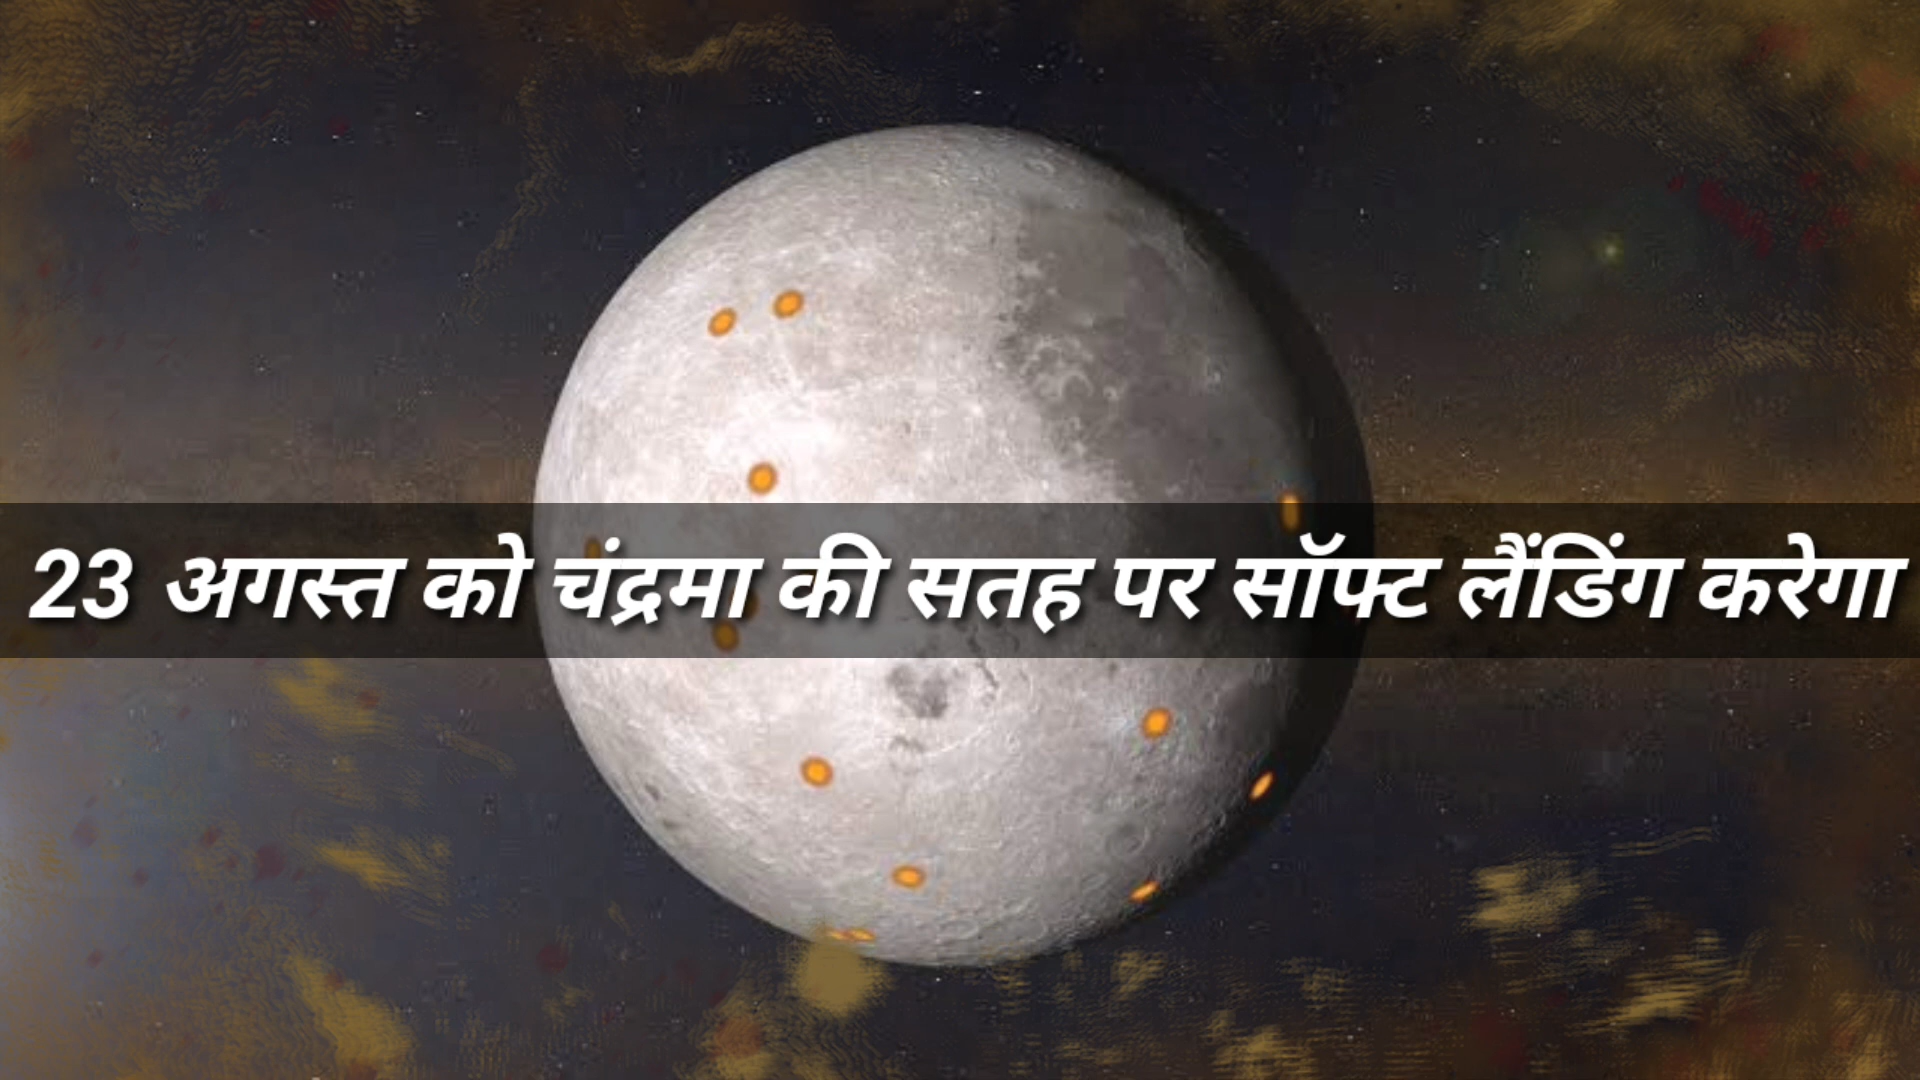 23 अगस्त को चंद्रमा की सतह पर सॉफ्ट लैंडिंग करेगा